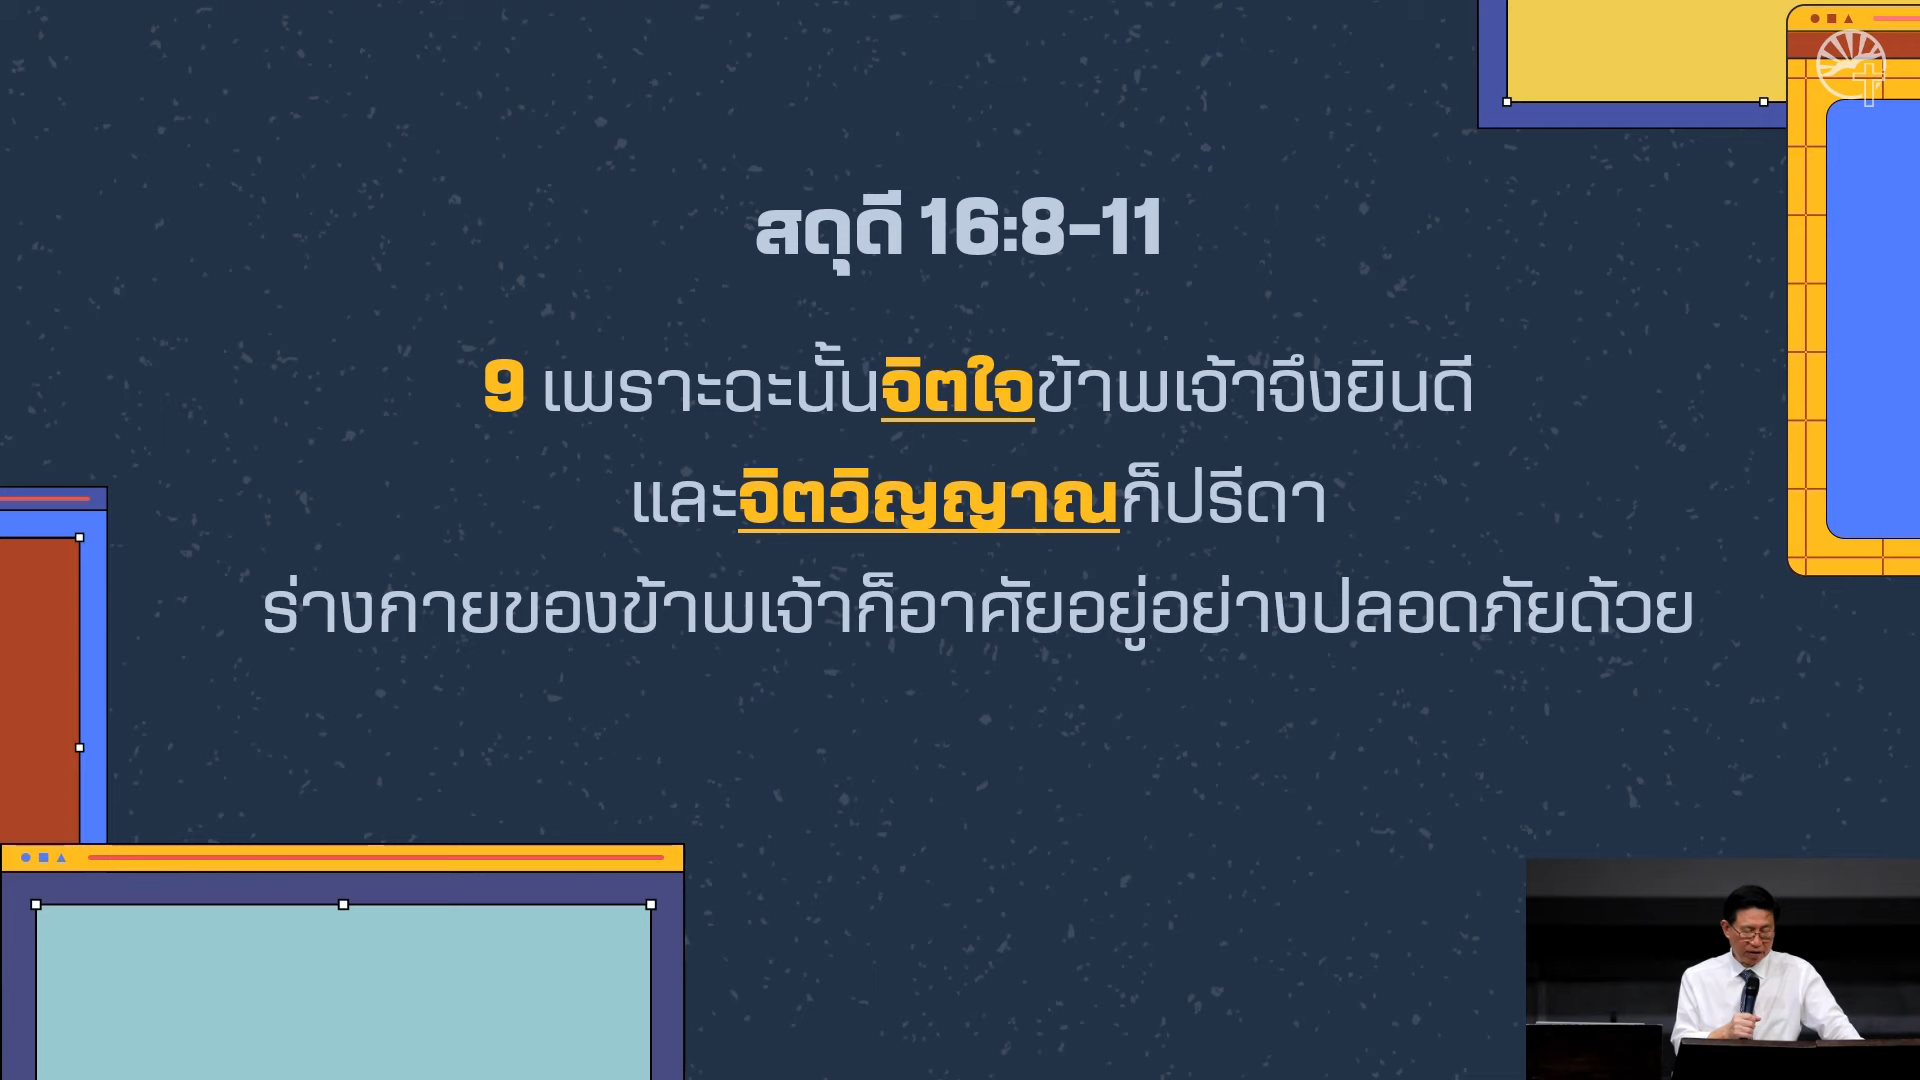 สดุดี 16:8-11
9 เพราะฉะนั้นจิตใจข้าพเจ้าจึงยินดี
และจิตวิญญาณก็ปรีดา
ร่างกายของข้าพเจ้าก็อาศัยอยู่อย่างปลอดภัยด้วย